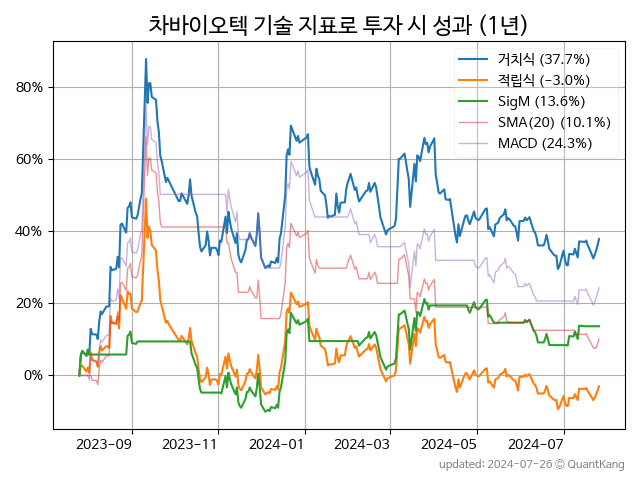 차바이오텍 기술 지표로 투자 시 성과 (1년)
거치식 (37.7%)
적립식 (-3.0%)
SigM (13.6%)
SMA(20) (10.1%)
MACD (24.3%)
80%
60%
40%
20%
0%
2023-09 2023-11 2024-01 2024-03 2024-05 2024-07
updated: 2024-07-26 © QuantKang